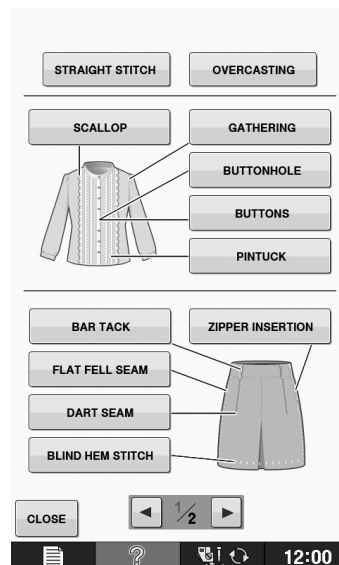 STRAIGHT STITCH
OVERCASTING
SCALLOP
GATHERING
BUTTONHOLE
BUTTONS
PINTUCK
BAR TACK
ZIPPER INSERTION
FLAT FELL SEAM
DART SEAM
BLIND HEM STITCH
CLOSE
1/2
12:00